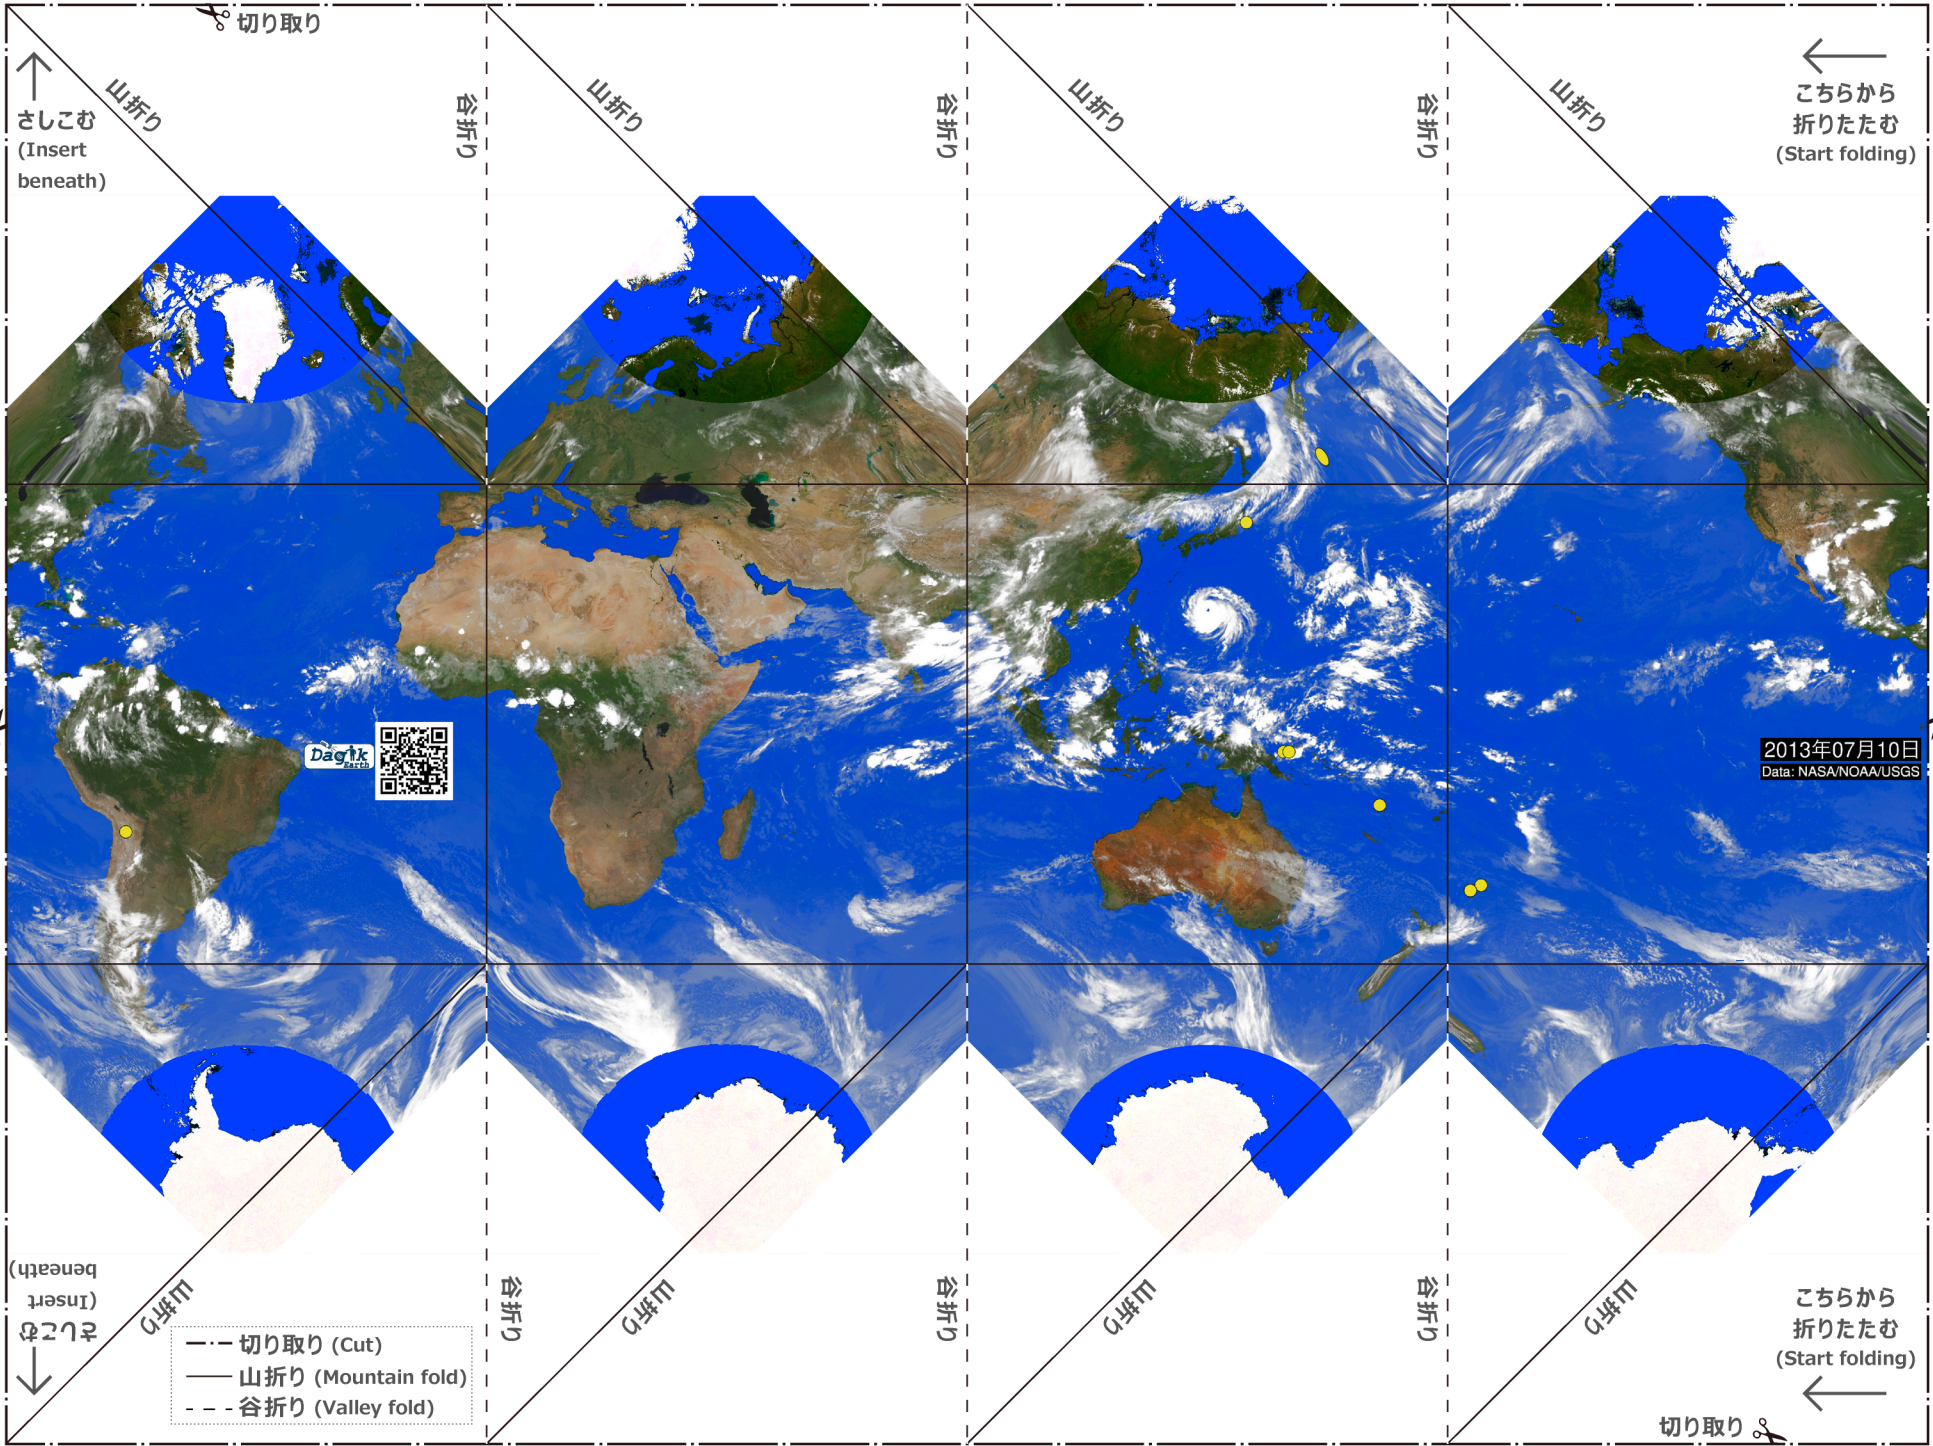 切り取り
山折り
谷折り
山折り
谷折り
山折り
谷折り
山折り
さしこむ
(Insert
beneath)
こちらから
折りたたむ
(Start folding)
Dagik
Earth
2013年07月10日
Data: NASA/NOAA/USGS
さしこむ
(Insert
beneath)
山折り
谷折り
山折り
谷折り
山折り
谷折り
山折り
切り取り (Cut)
山折り (Mountain fold)
谷折り (Valley fold)
こちらから
折りたたむ
(Start folding)
切り取り